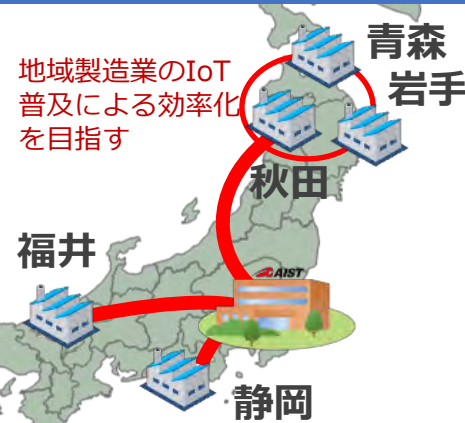 青森
地域製造業のIoT
普及による効率化
を目指す
岩手
秋田
福井
AIST
静岡